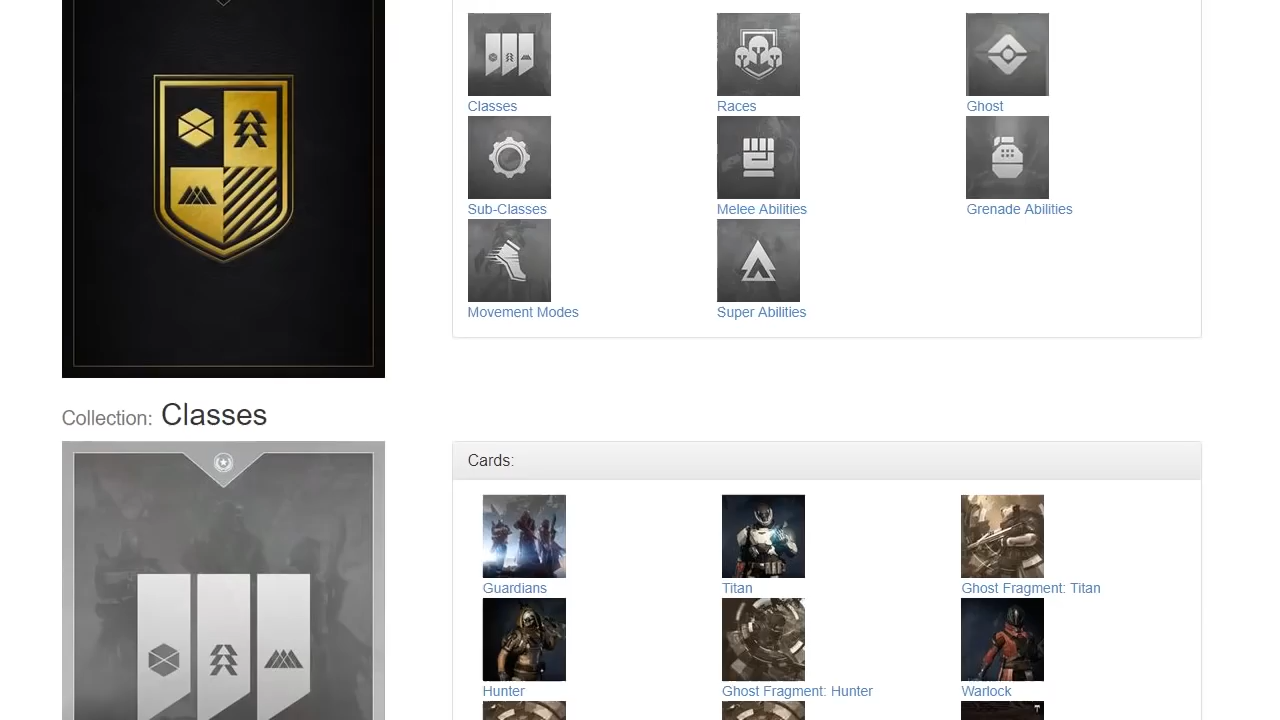 Classes
Races
Ghost
Sub-Classes
Melee Abilities
Grenade Abilities
Movement Modes
Super Abilities
Collection: Classes
Cards:
Guardians
Titan
Ghost Fragment: Titan
Hunter
Ghost Fragment: Hunter
Warlock